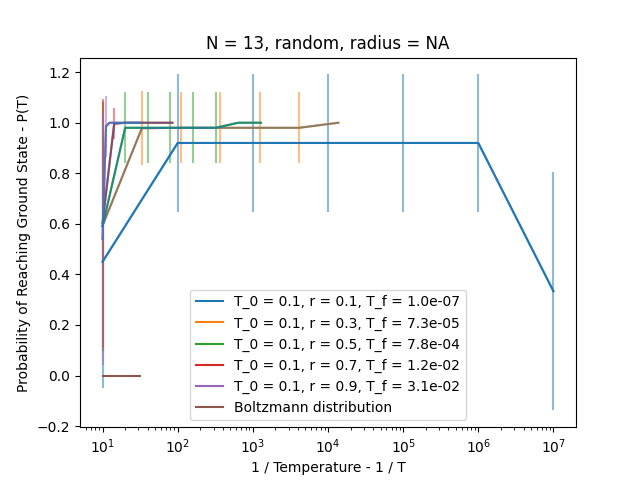 N = 13, random, radius = NA
Probability of Reaching Ground State - P(T)
1.2
1.0
0.8
0.6
0.4
0.2
0.0
−0.2
T_0 = 0.1, r = 0.1, T_f = 1.0e-07
T_0 = 0.1, r = 0.3, T_f = 7.3e-05
T_0 = 0.1, r = 0.5, T_f = 7.8e-04
T_0 = 0.1, r = 0.7, T_f = 1.2e-02
T_0 = 0.1, r = 0.9, T_f = 3.1e-02
Boltzmann distribution
10¹ 10² 10³ 10⁴ 10⁵ 10⁶ 10⁷
1 / Temperature - 1 / T